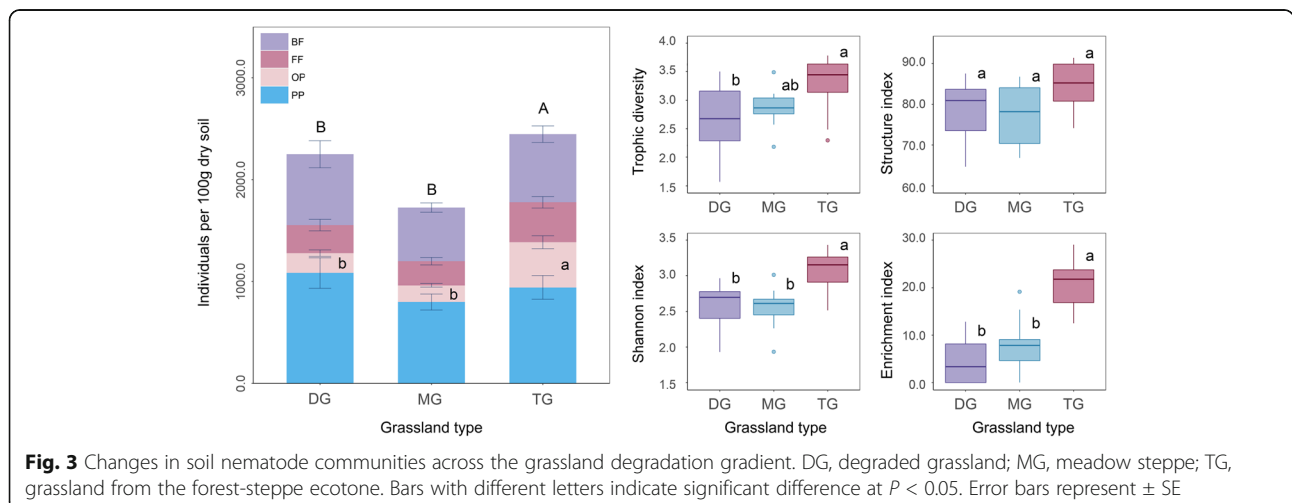 BF
FF
OP
PP
Individuals per 100g dry soil
3000.0
2000.0
1000.0
0.0
B
B
A
b
b
a
DG
MG
TG
Grassland type
Trophic diversity
4.0
3.5
3.0
2.5
2.0
1.5
b
ab
a
DG
MG
TG
Structure index
90.0
80.0
70.0
60.0
a
a
a
DG
MG
TG
Shannon index
3.5
3.0
2.5
2.0
1.5
b
b
a
DG
MG
TG
Grassland type
Enrichment index
30.0
20.0
10.0
0.0
b
b
a
DG
MG
TG
Grassland type
Fig. 3 Changes in soil nematode communities across the grassland degradation gradient. DG, degraded grassland; MG, meadow steppe; TG,
grassland from the forest-steppe ecotone. Bars with different letters indicate significant difference at P < 0.05. Error bars represent ± SE